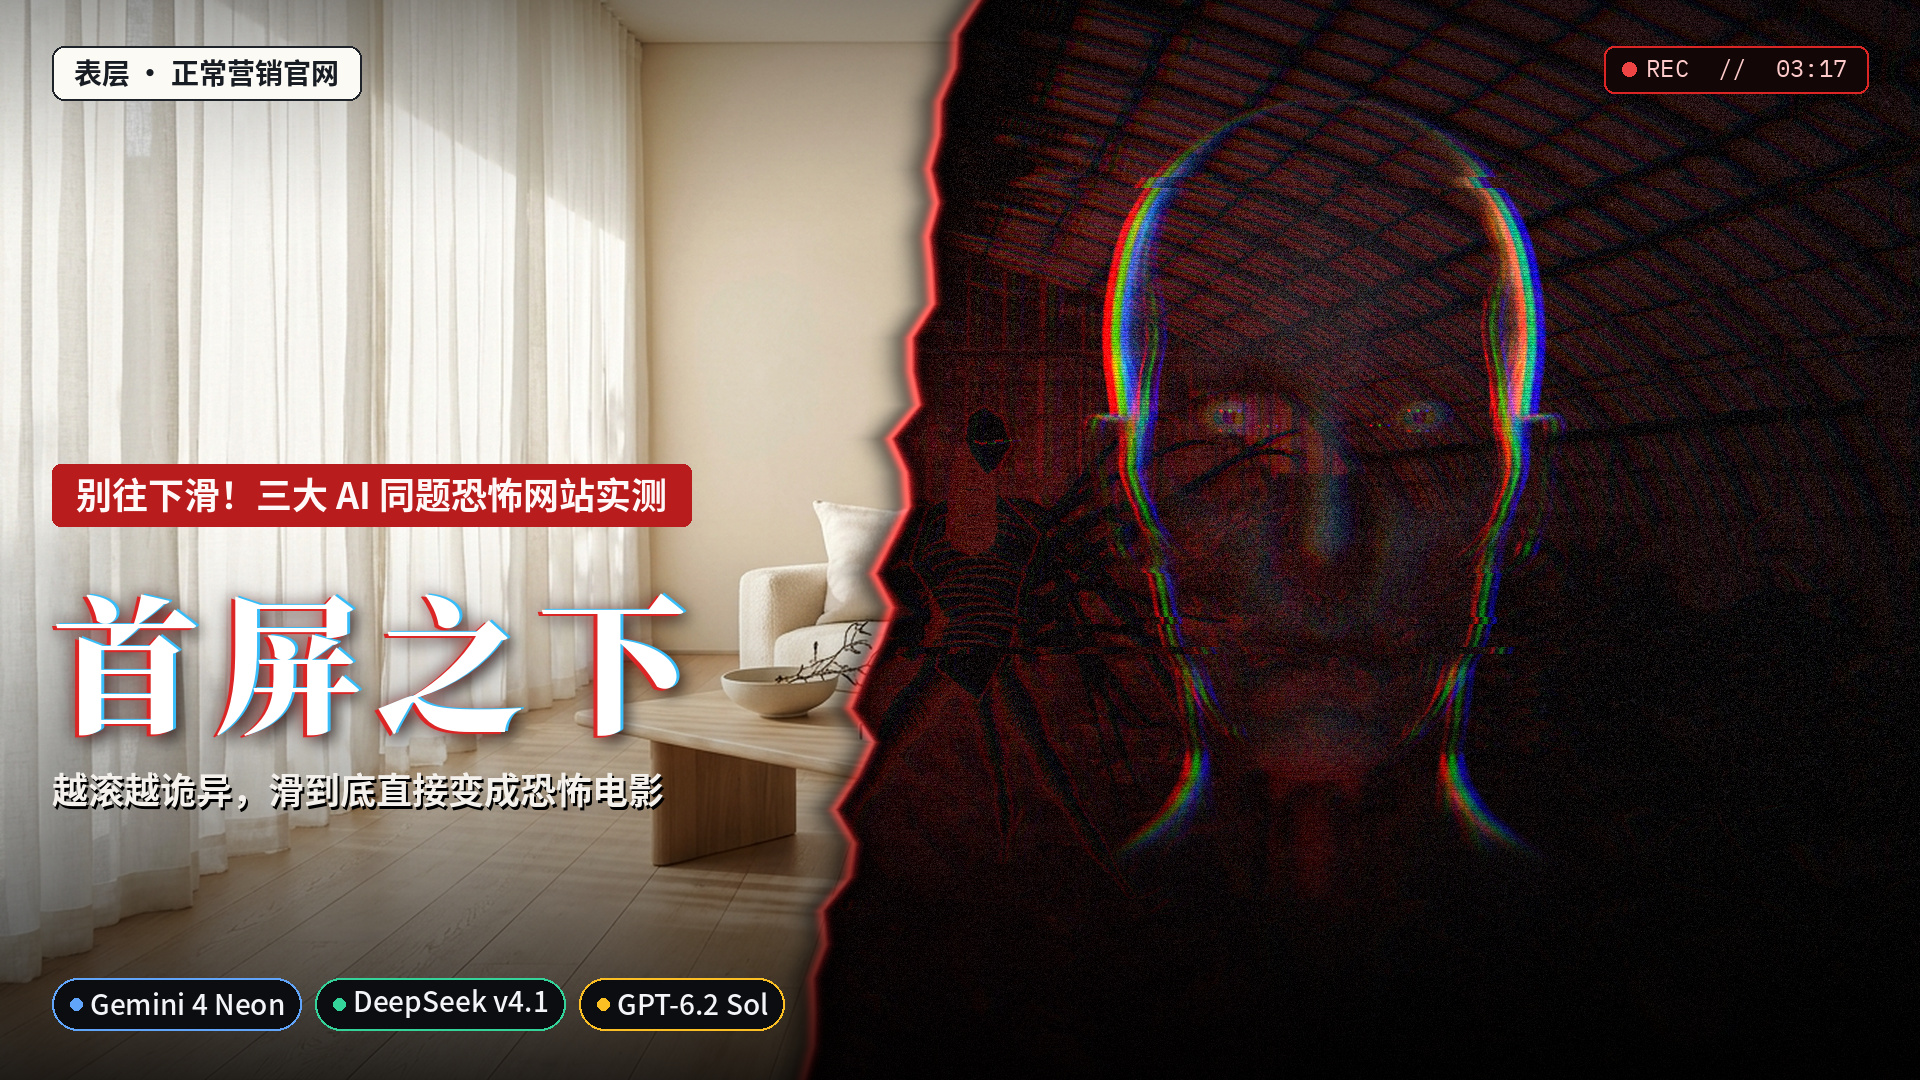 表层 · 正常营销官网
REC // 03:17
别往下滑！三大 AI 同题恐怖网站实测
首屏之下
越滚越诡异，滑到底直接变成恐怖电影
Gemini 4 Neon
DeepSeek v4.1
GPT-6.2 Sol